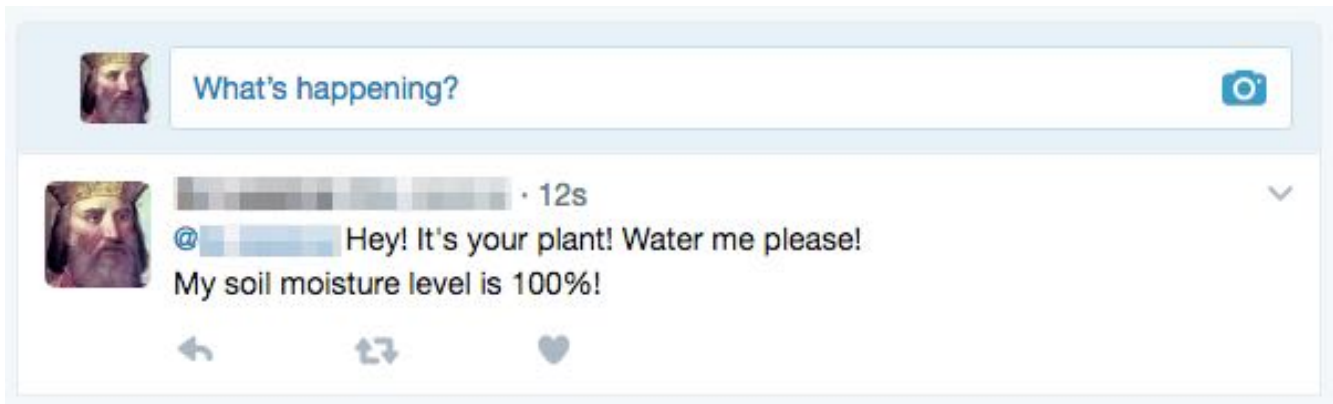 What's happening?
· 12s
@ Hey! It's your plant! Water me please!
My soil moisture level is 100%!